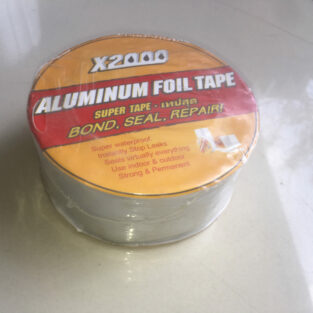 X2000
ALUMINUM FOIL TAPE
SUPER TAPE - เทปสุด
BOND, SEAL, REPAIR!
Super waterproof
Instantly Stop Leaks
Seals virtually everything
Use indoor & outdoor
Strong & Permanent